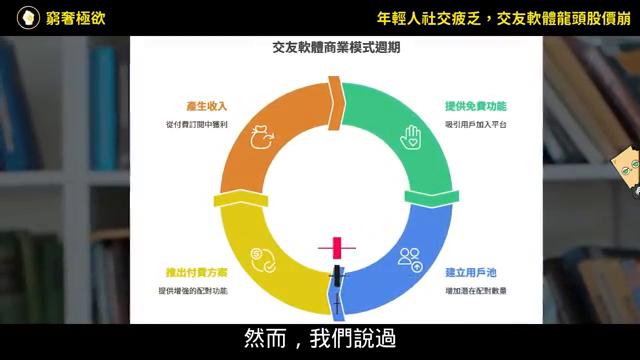 窮奢極欲
年輕人社交疲乏，交友軟體龍頭股價崩
交友軟體商業模式週期
產生收入
從付費訂閱中獲利
提供免費功能
吸引用戶加入平台
推出付費方案
提供增強的配對功能
建立用戶池
增加潛在配對數量
然而，我們說過